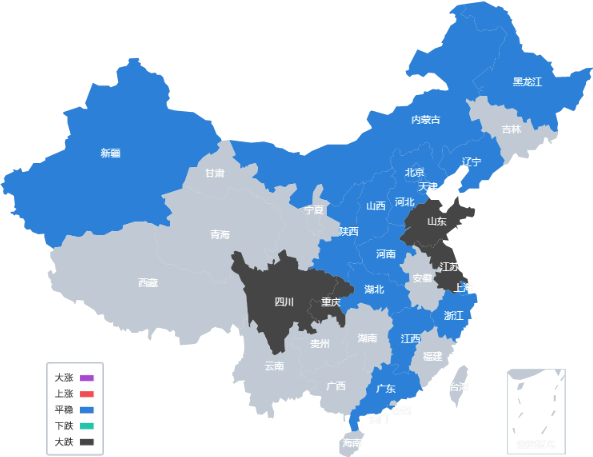 黑龙江
内蒙古
吉林
新疆
辽宁
北京
天津
甘肃
河北
山西
宁夏
山东
陕西
青海
河南
江苏
安徽
西藏
上海
湖北
四川
重庆
浙江
江西
湖南
贵州
福建
云南
广西
广东
台湾
海南
大涨
上涨
平稳
下跌
大跌